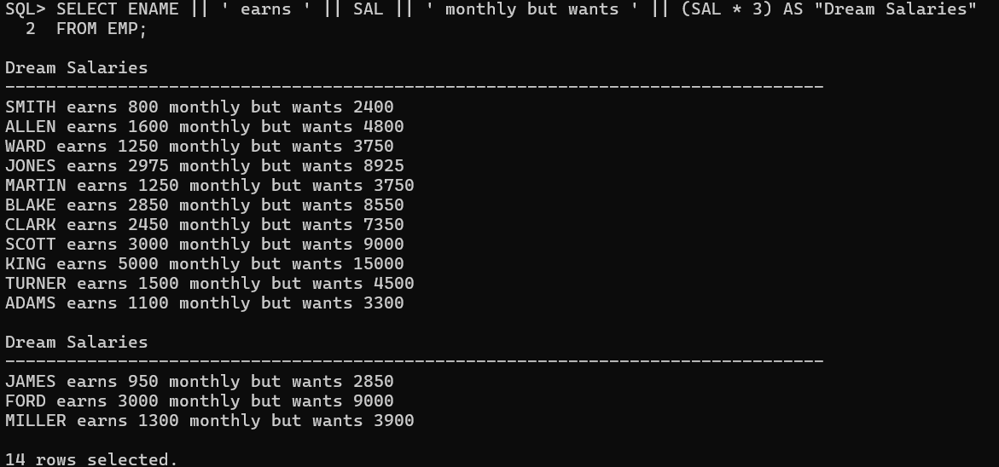 SQL> SELECT ENAME || ' earns ' || SAL || ' monthly but wants ' || (SAL * 3) AS "Dream Salaries"
  2  FROM EMP;
Dream Salaries
--------------------------------------------------------------------------------
SMITH earns 800 monthly but wants 2400
ALLEN earns 1600 monthly but wants 4800
WARD earns 1250 monthly but wants 3750
JONES earns 2975 monthly but wants 8925
MARTIN earns 1250 monthly but wants 3750
BLAKE earns 2850 monthly but wants 8550
CLARK earns 2450 monthly but wants 7350
SCOTT earns 3000 monthly but wants 9000
KING earns 5000 monthly but wants 15000
TURNER earns 1500 monthly but wants 4500
ADAMS earns 1100 monthly but wants 3300
Dream Salaries
--------------------------------------------------------------------------------
JAMES earns 950 monthly but wants 2850
FORD earns 3000 monthly but wants 9000
MILLER earns 1300 monthly but wants 3900
14 rows selected.